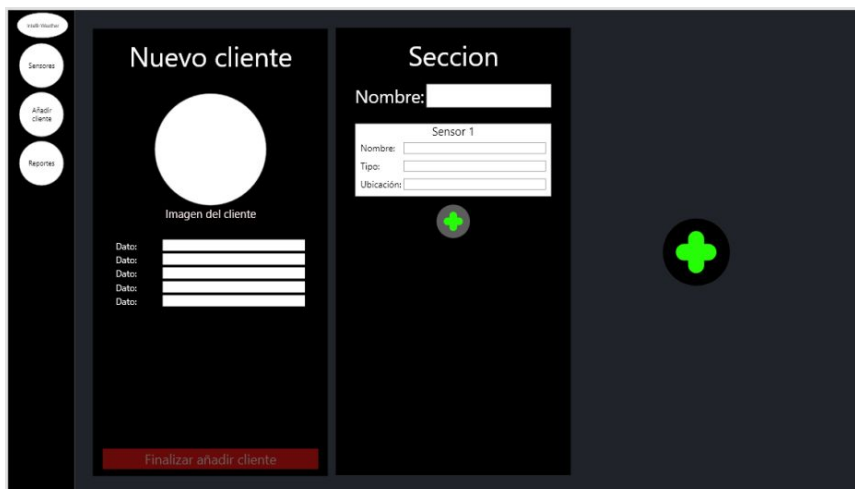 Intelli Weather
Sensores
Añadir
cliente
Reportes
Nuevo cliente
Imagen del cliente
Dato:
Dato:
Dato:
Dato:
Dato:
Finalizar añadir cliente
Seccion
Nombre:
Sensor 1
Nombre:
Tipo:
Ubicación: